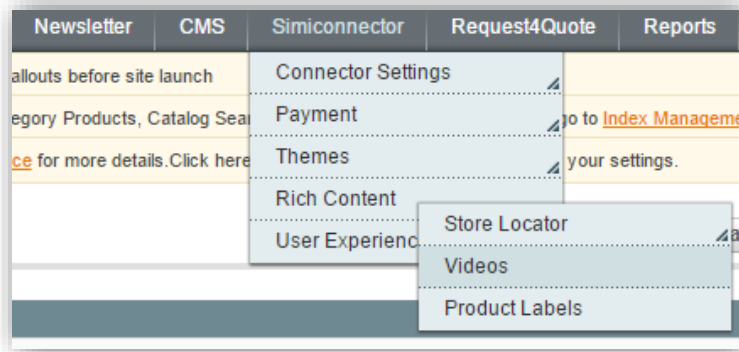 Newsletter CMS Simiconnector Request4Quote Reports
allouts before site launch
Connector Settings
egory Products, Catalog Sea
Payment
go to Index Manageme
ce for more details.Click here
Themes
your settings.
Rich Content
Store Locator
User Experienc
Videos
Product Labels